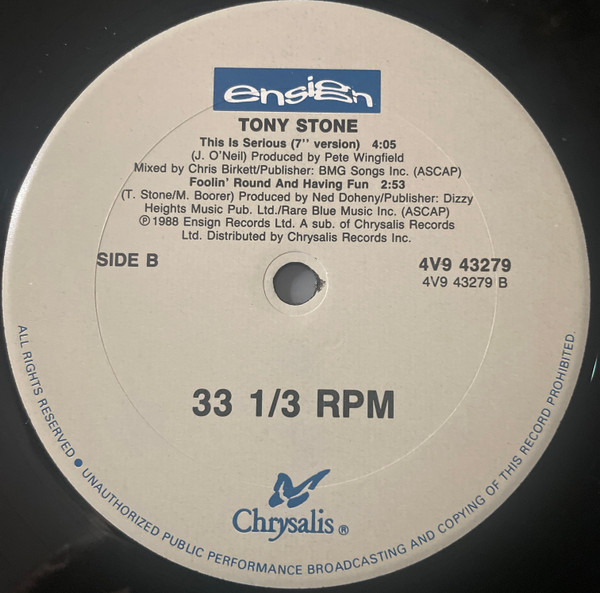 ensign
TONY STONE
This Is Serious (7'' version) 4:05
(J. O'Neil) Produced by Pete Wingfield
Mixed by Chris Birkett/Publisher: BMG Songs Inc. (ASCAP)
Foolin' Round And Having Fun 2:53
(T. Stone/M. Boorer) Produced by Ned Doheny/Publisher: Dizzy
Heights Music Pub. Ltd./Rare Blue Music Inc. (ASCAP)
℗1988 Ensign Records Ltd. A sub. of Chrysalis Records
Ltd. Distributed by Chrysalis Records Inc.
SIDE B
4V9 43279
4V9 43279 B
33 1/3 RPM
Chrysalis ®
ALL RIGHTS RESERVED ● UNAUTHORIZED PUBLIC PERFORMANCE BROADCASTING AND COPYING OF THIS RECORD PROHIBITED.